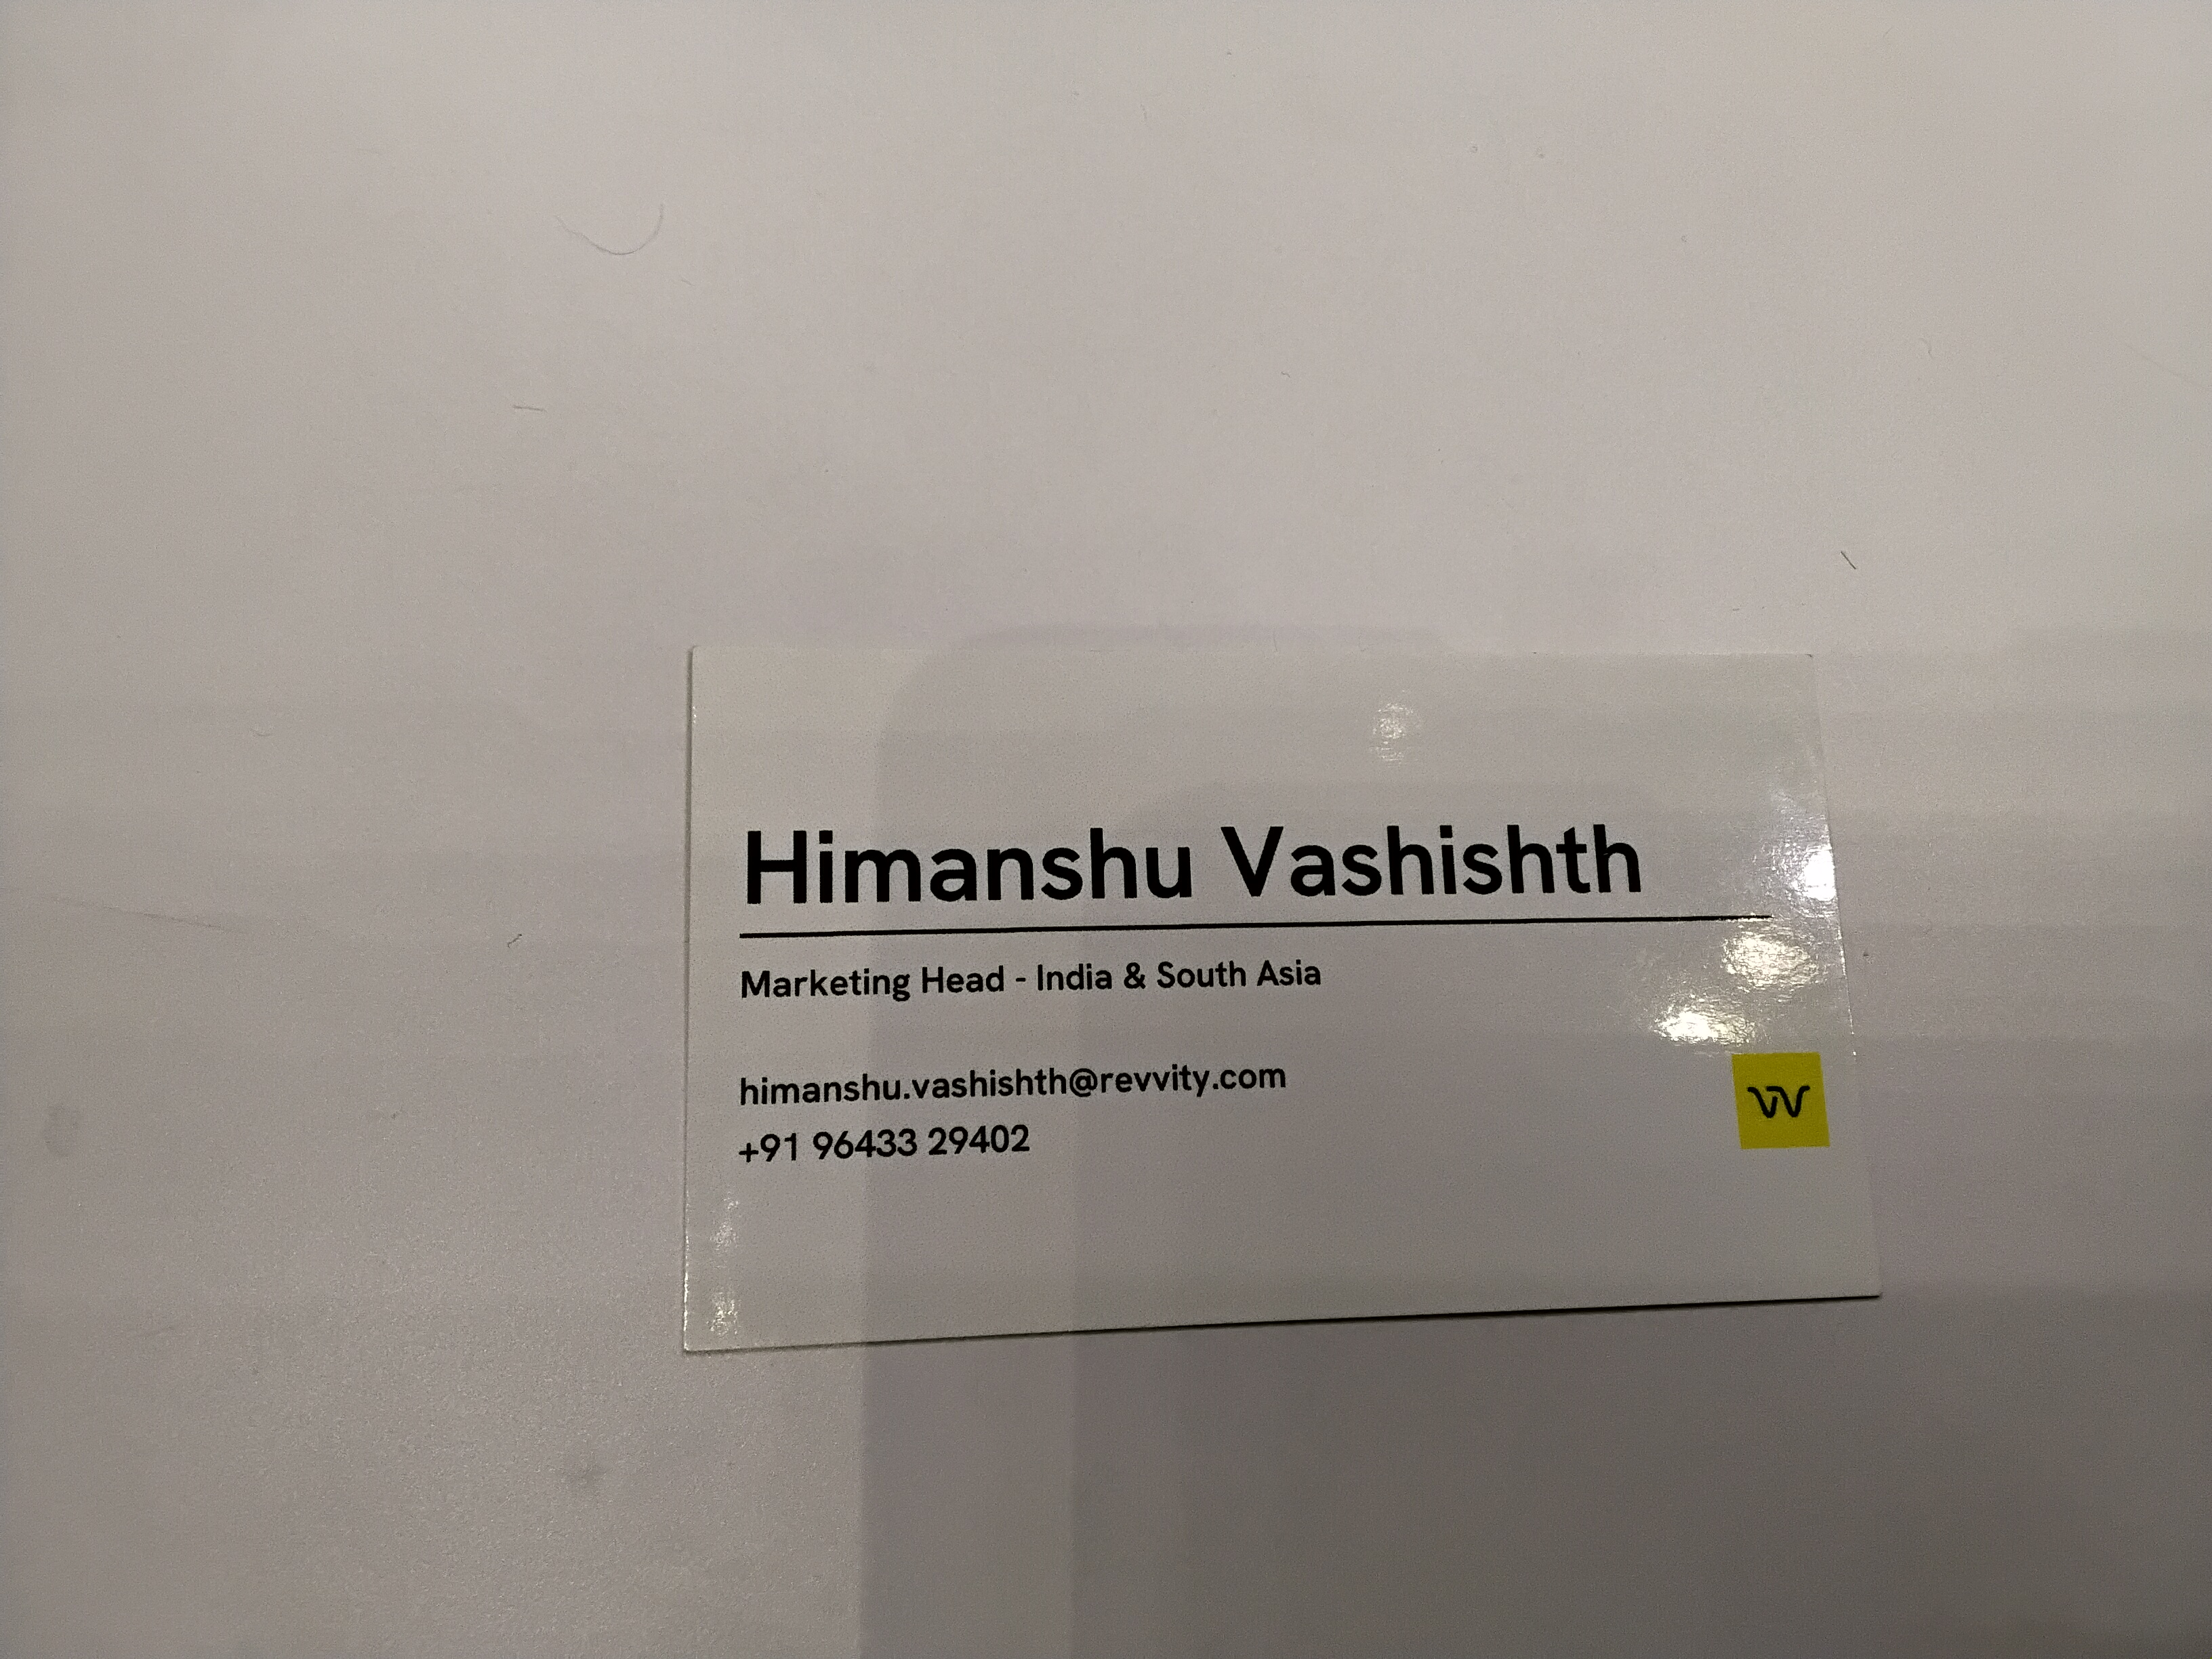 Himanshu Vashishth
Marketing Head - India & South Asia
himanshu.vashishth@revvity.com
+91 96433 29402